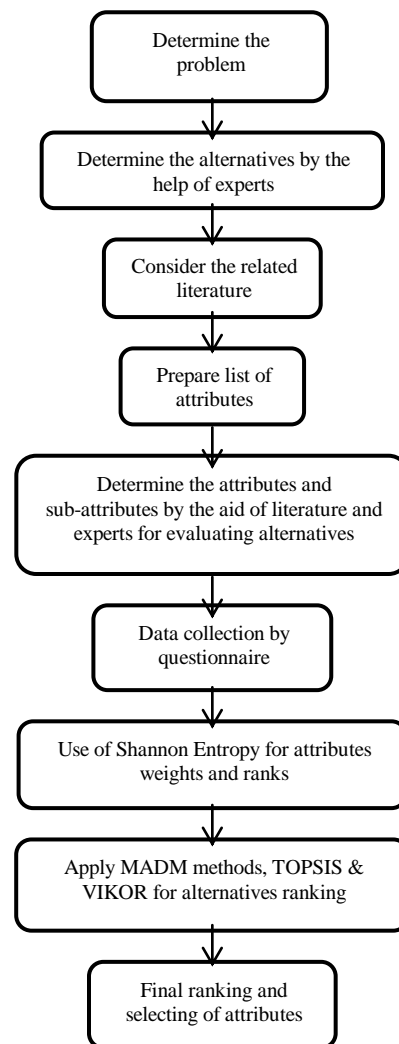 Determine the
problem
Determine the alternatives by the
help of experts
Consider the related
literature
Prepare list of
attributes
Determine the attributes and
sub-attributes by the aid of literature and
experts for evaluating alternatives
Data collection by
questionnaire
Use of Shannon Entropy for attributes
weights and ranks
Apply MADM methods, TOPSIS &
VIKOR for alternatives ranking
Final ranking and
selecting of attributes